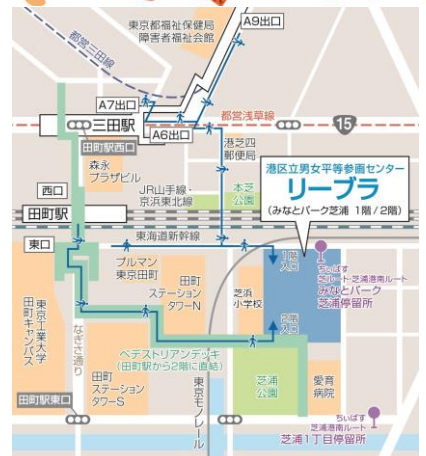 東京都福祉保健局
障害者福祉会館
A9出口
都営三田線
A7出口
都営浅草線
15
三田駅
A6出口
田町駅西口
港芝四
郵便局
森永
プラザビル
港区立男女平等参画センター
リーブラ
(みなとパーク芝浦 1階/2階)
西口
JR山手線・
京浜東北線
本芝
公園
田町駅
東海道新幹線
東口
プルマン
東京田町
1階
入口
ちぃばす
芝ルート・芝浦港南ルート
みなとパーク
芝浦停留所
田町
ステーション
タワーN
芝浜
小学校
東京工業大学
田町キャンパス
なぎさ通り
2階
入口
ペデストリアンデッキ
(田町駅から2階に直結)
田町
ステーション
タワーS
東京モノレール
芝浦
公園
愛育
病院
田町駅東口
ちぃばす
芝浦港南ルート
芝浦1丁目停留所